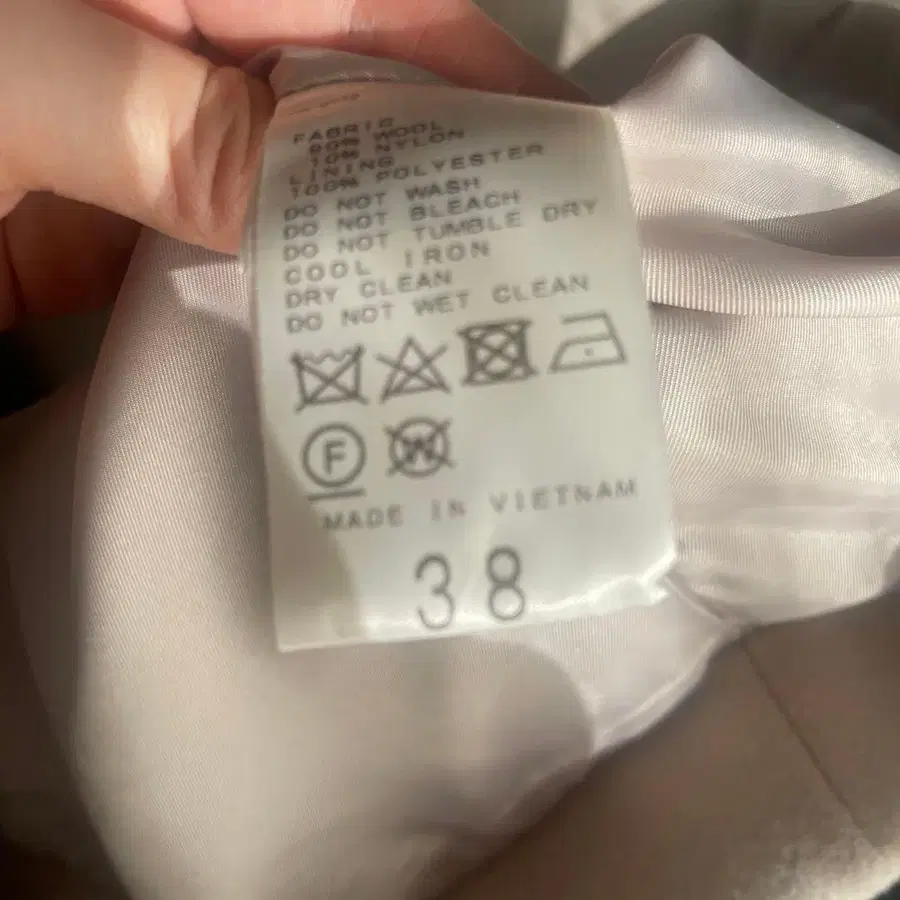 FABRIC
90% WOOL
10% NYLON
LINING
100% POLYESTER
DO NOT WASH
DO NOT BLEACH
DO NOT TUMBLE DRY
COOL IRON
DRY CLEAN
DO NOT WET CLEAN
F W
MADE IN VIETNAM
38